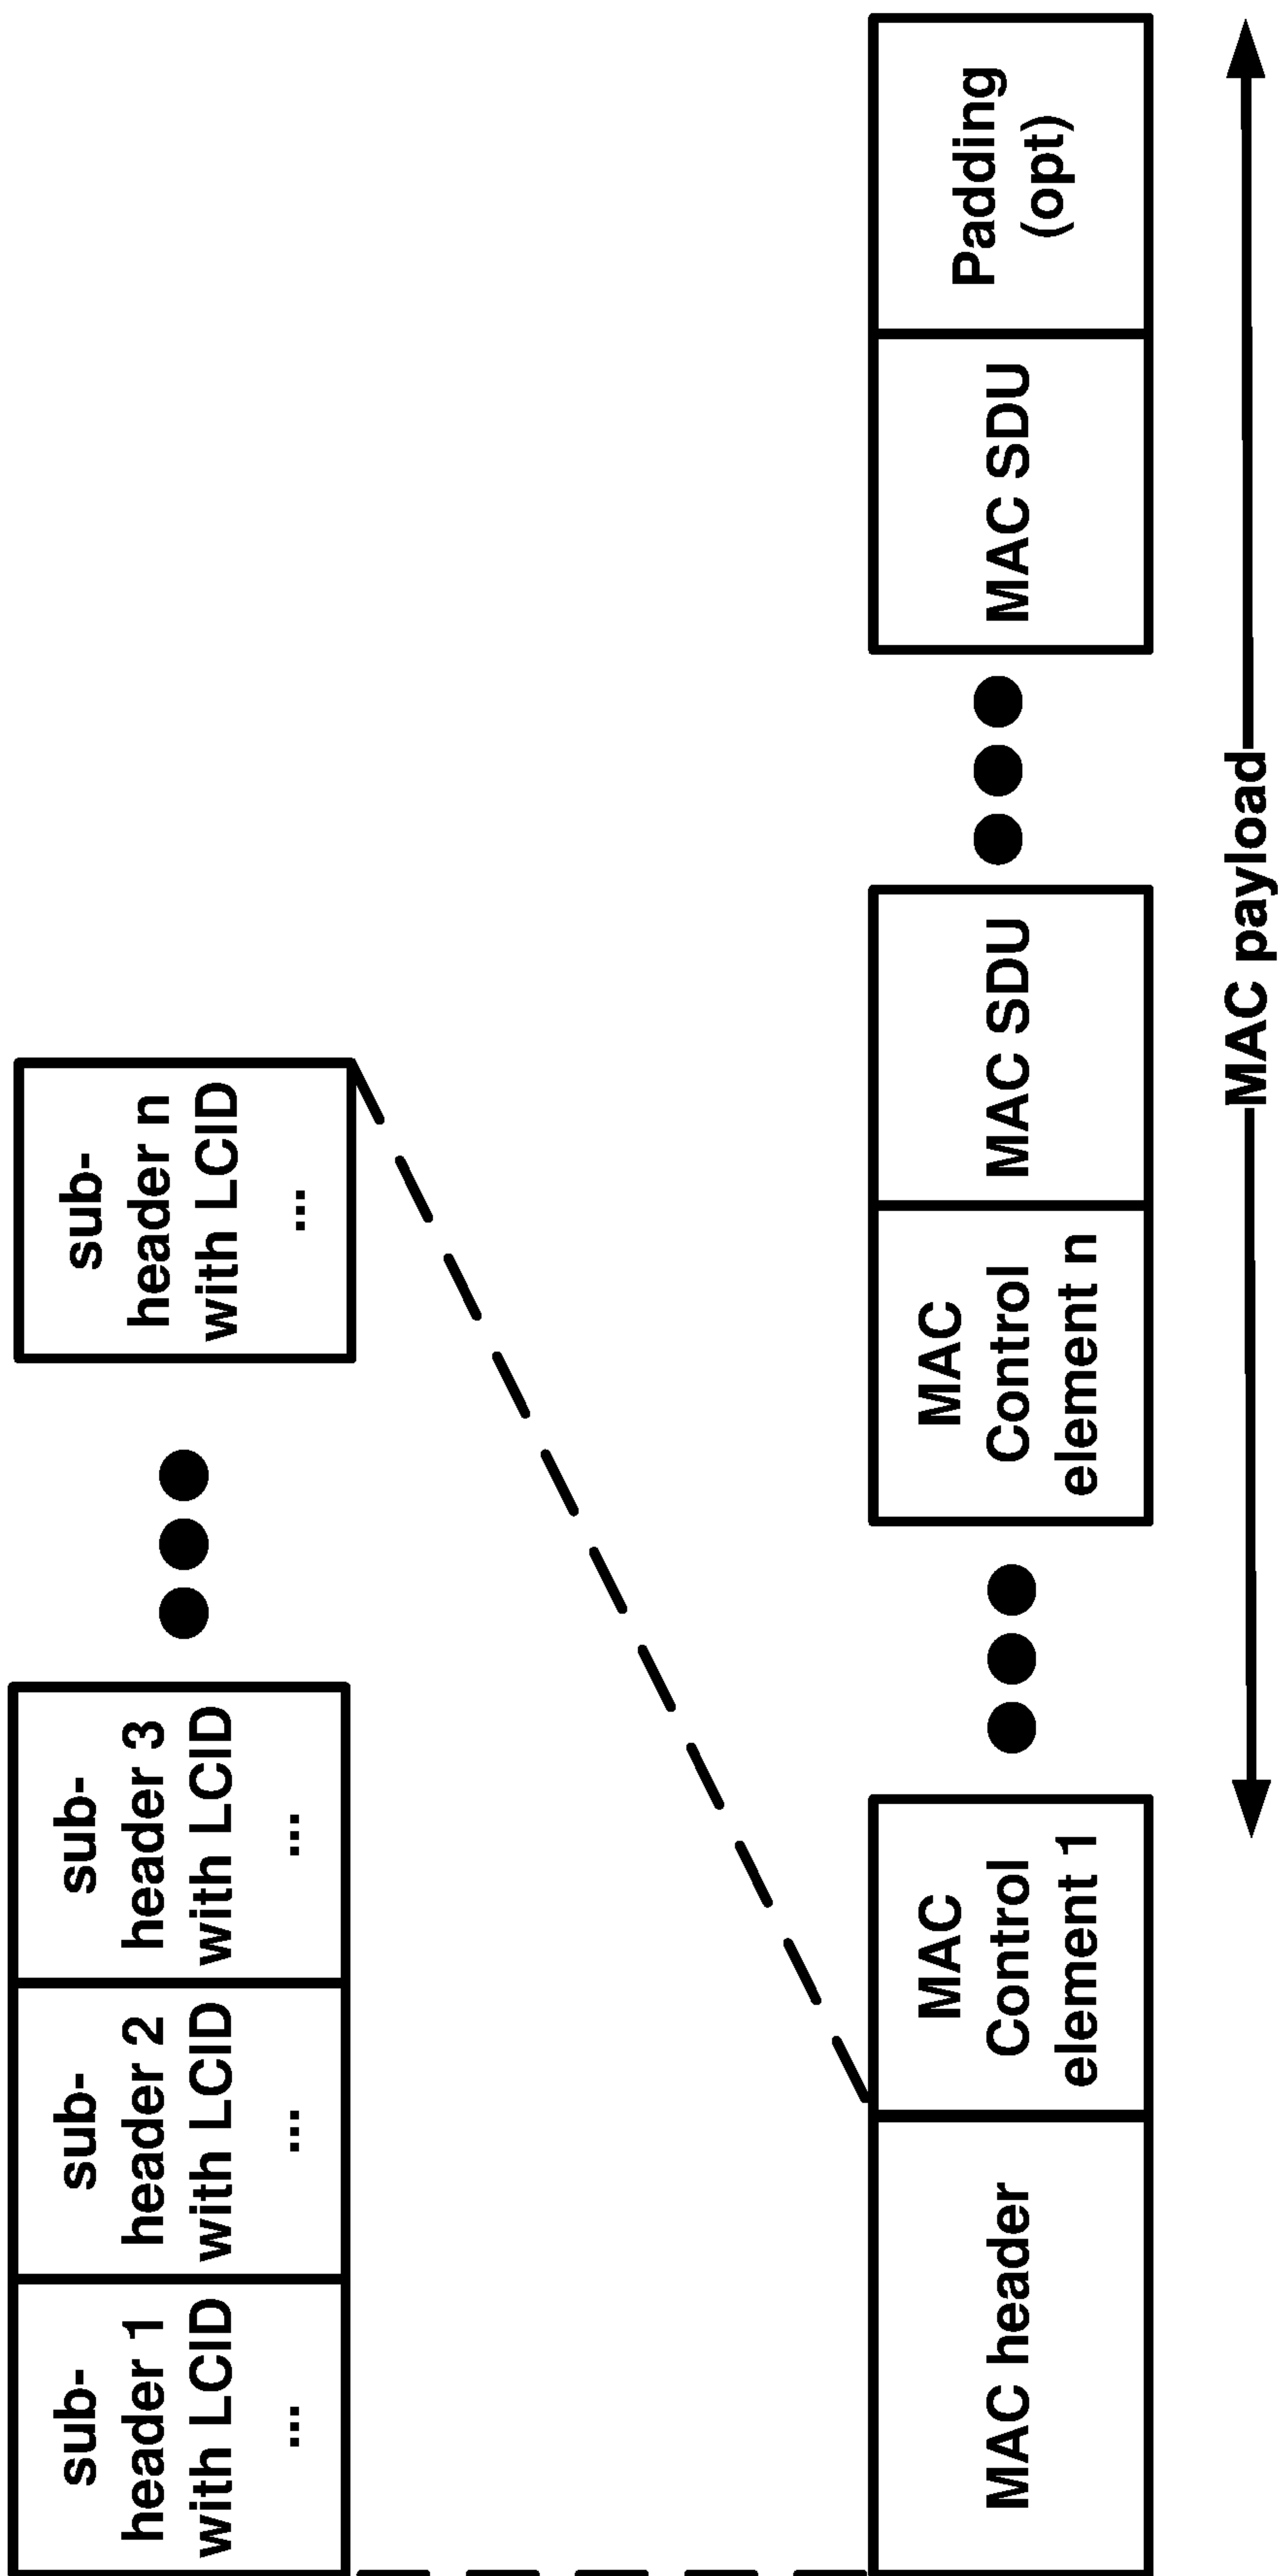 sub-
header 1
with LCID
...
sub-
header 2
with LCID
...
sub-
header 3
with LCID
...
sub-
header n
with LCID
...
MAC header
MAC
Control
element 1
MAC
Control
element n
MAC SDU
MAC SDU
Padding
(opt)
MAC payload